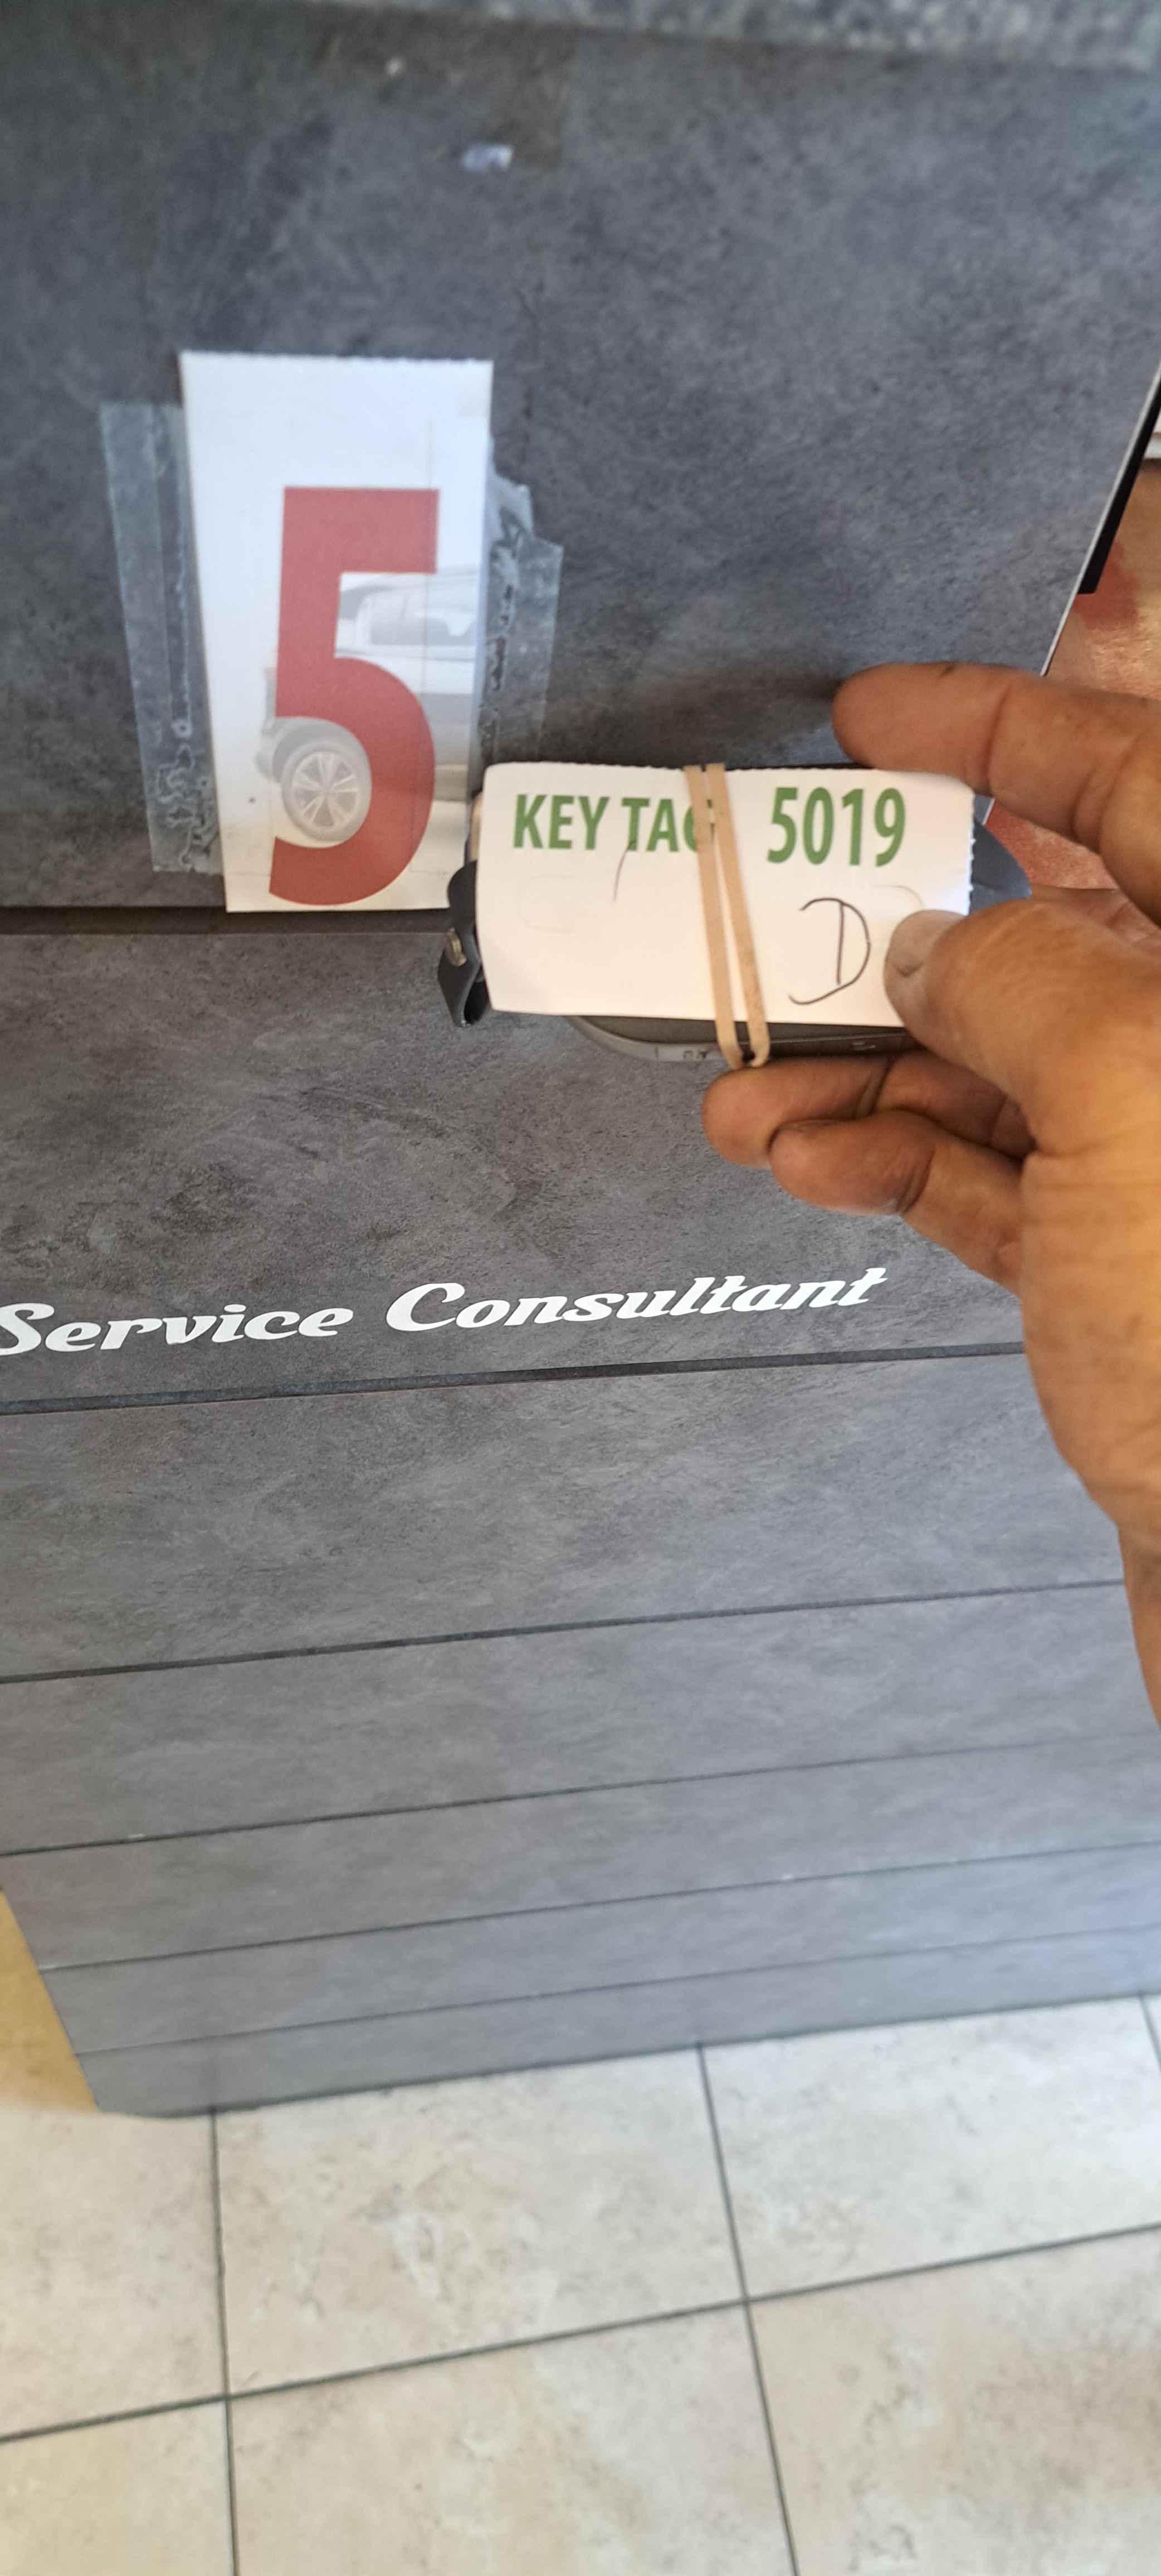 5
KEY TAG 5019
D
Service Consultant